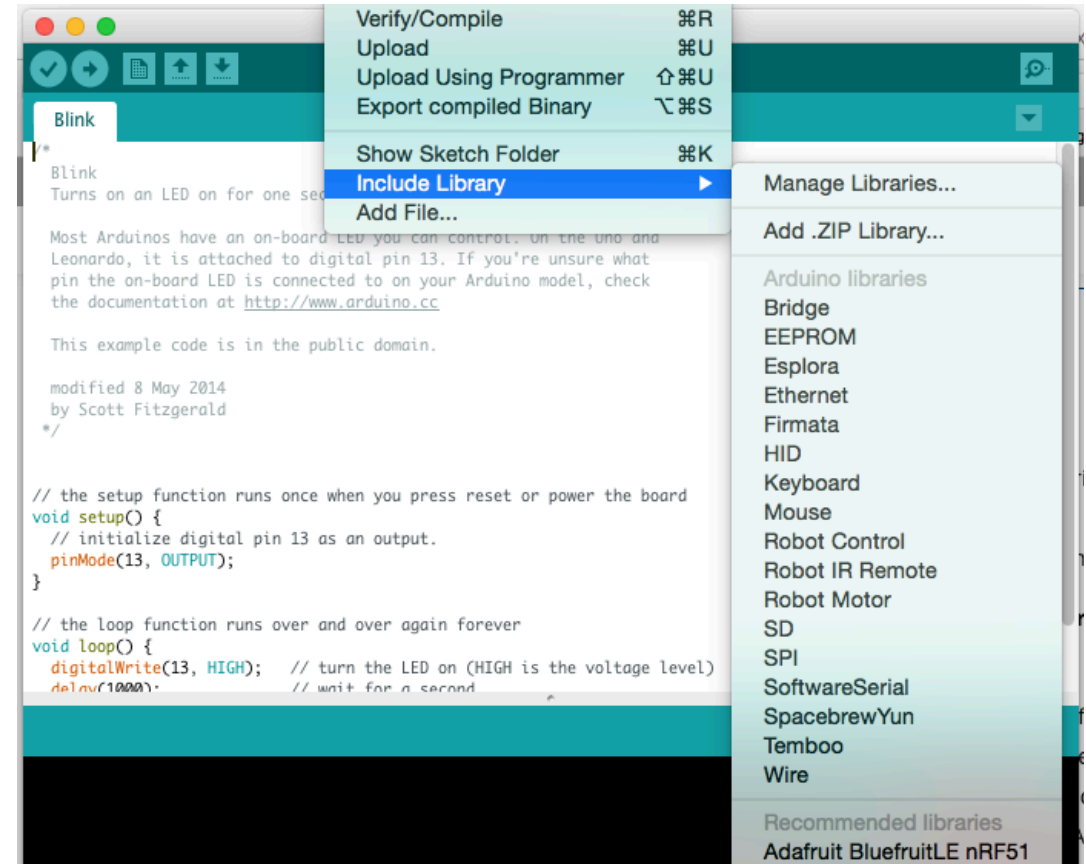 Verify/Compile ⌘R
Upload ⌘U
Upload Using Programmer ⇧⌘U
Export compiled Binary ⌥⌘S
Show Sketch Folder ⌘K
Include Library ▶
Add File...
Blink
/*
Blink
Turns on an LED on for one sec
Most Arduinos have an on-board LED you can control. On the Uno and
Leonardo, it is attached to digital pin 13. If you're unsure what
pin the on-board LED is connected to on your Arduino model, check
the documentation at http://www.arduino.cc
This example code is in the public domain.
modified 8 May 2014
by Scott Fitzgerald
*/
// the setup function runs once when you press reset or power the board
void setup() {
// initialize digital pin 13 as an output.
pinMode(13, OUTPUT);
}
// the loop function runs over and over again forever
void loop() {
digitalWrite(13, HIGH); // turn the LED on (HIGH is the voltage level)
delay(1000); // wait for a second
Manage Libraries...
Add .ZIP Library...
Arduino libraries
Bridge
EEPROM
Esplora
Ethernet
Firmata
HID
Keyboard
Mouse
Robot Control
Robot IR Remote
Robot Motor
SD
SPI
SoftwareSerial
SpacebrewYun
Temboo
Wire
Recommended libraries
Adafruit BluefruitLE nRF51